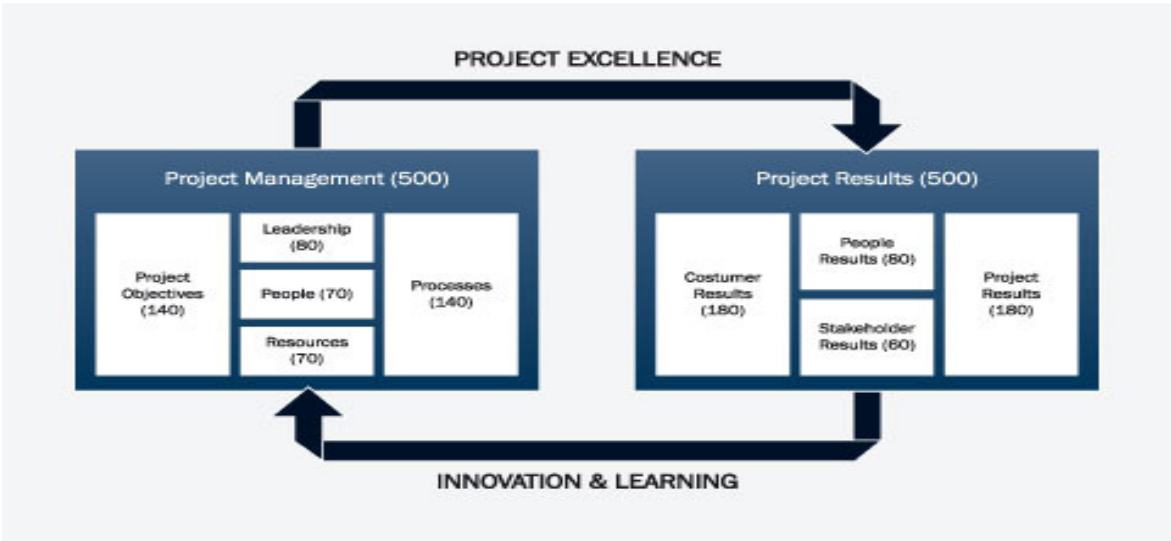 PROJECT EXCELLENCE
Project Management (500)
Project
Objectives
(140)
Leadership
(80)
People (70)
Resources
(70)
Processes
(140)
Project Results (500)
Costumer
Results
(180)
People
Results (80)
Stakeholder
Results (60)
Project
Results
(180)
INNOVATION & LEARNING